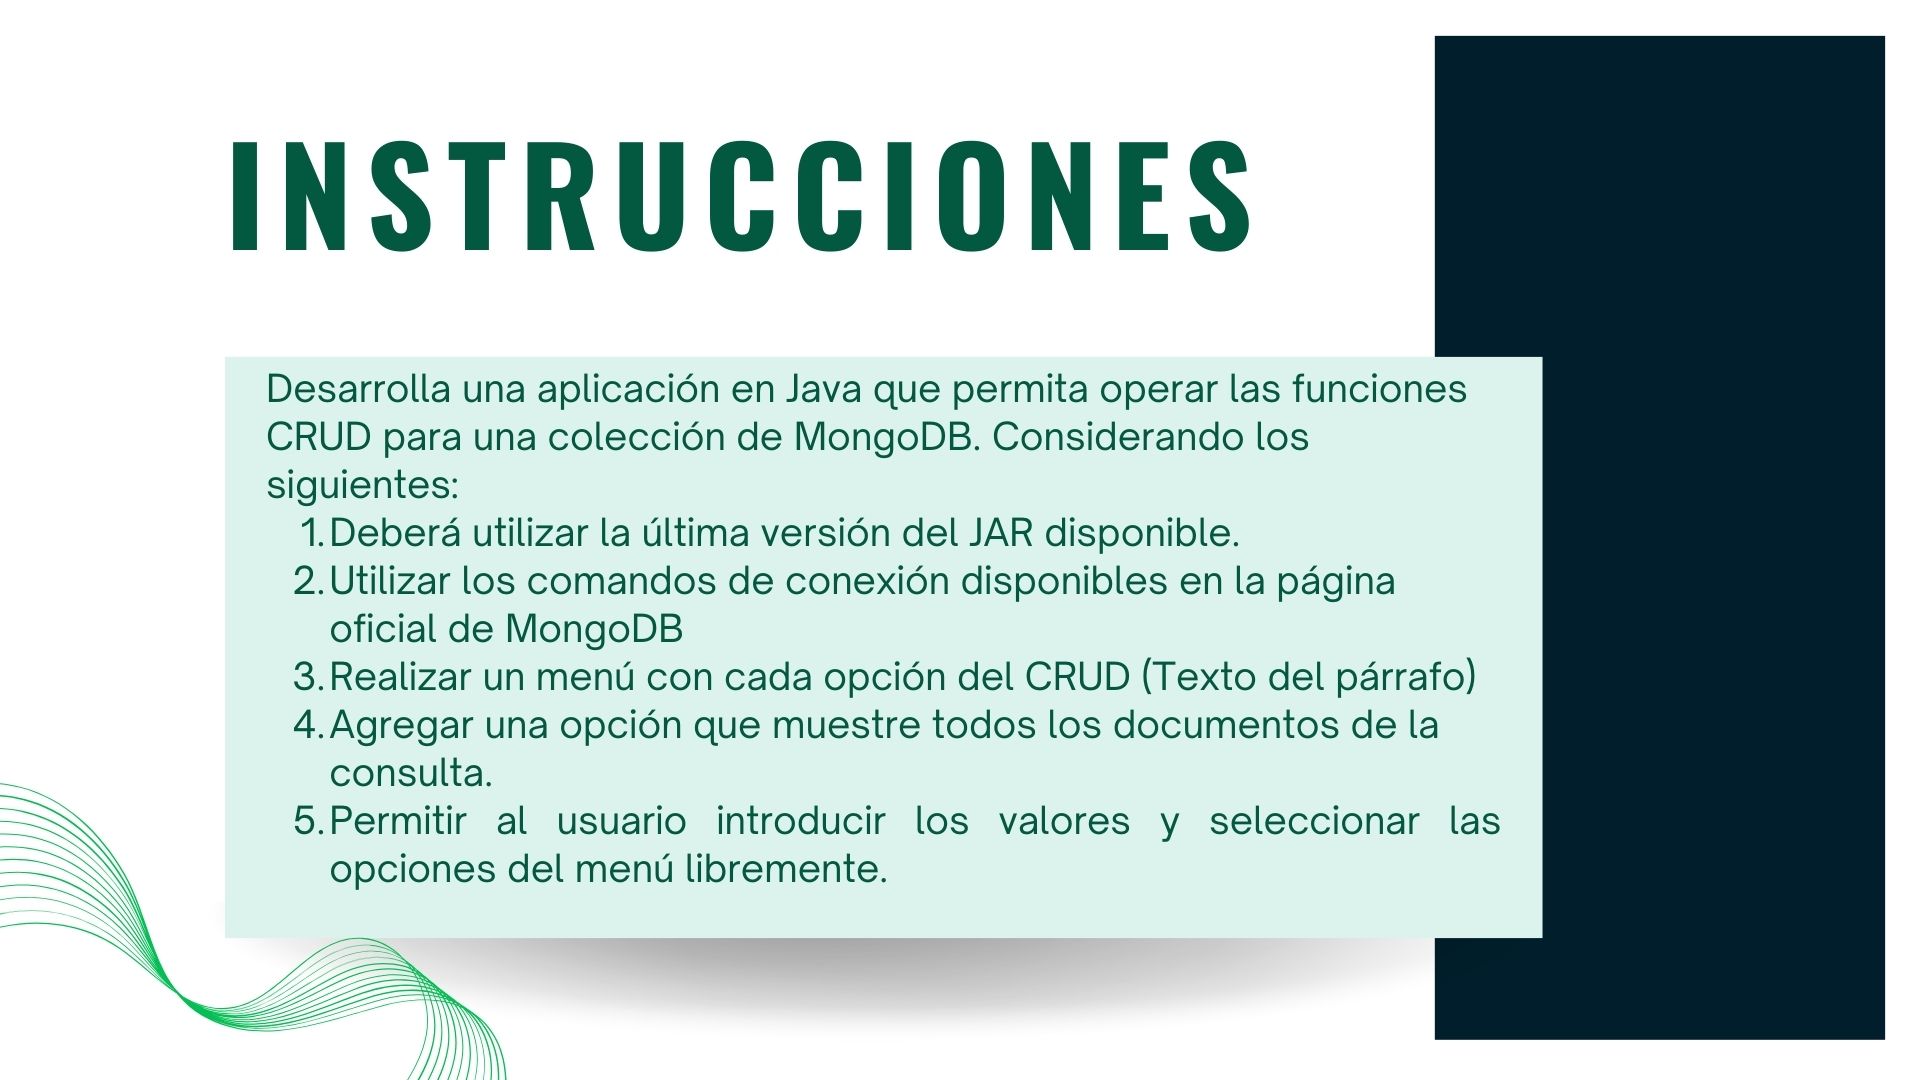 INSTRUCCIONES
Desarrolla una aplicación en Java que permita operar las funciones
CRUD para una colección de MongoDB. Considerando los
siguientes:
1. Deberá utilizar la última versión del JAR disponible.
2. Utilizar los comandos de conexión disponibles en la página
oficial de MongoDB
3. Realizar un menú con cada opción del CRUD (Texto del párrafo)
4. Agregar una opción que muestre todos los documentos de la
consulta.
5. Permitir al usuario introducir los valores y seleccionar las
opciones del menú libremente.